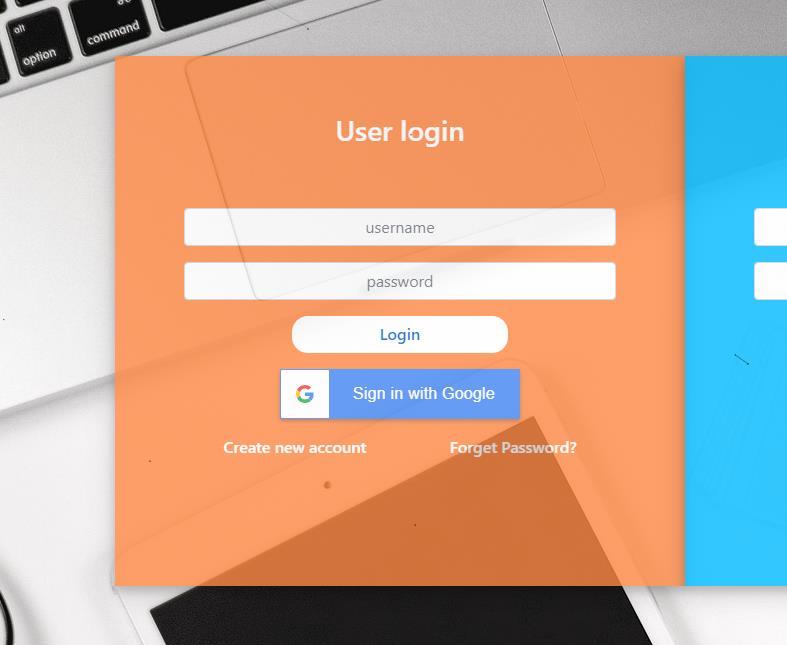 alt
option
command
User login
username
password
Login
Sign in with Google
Create new account
Forget Password?